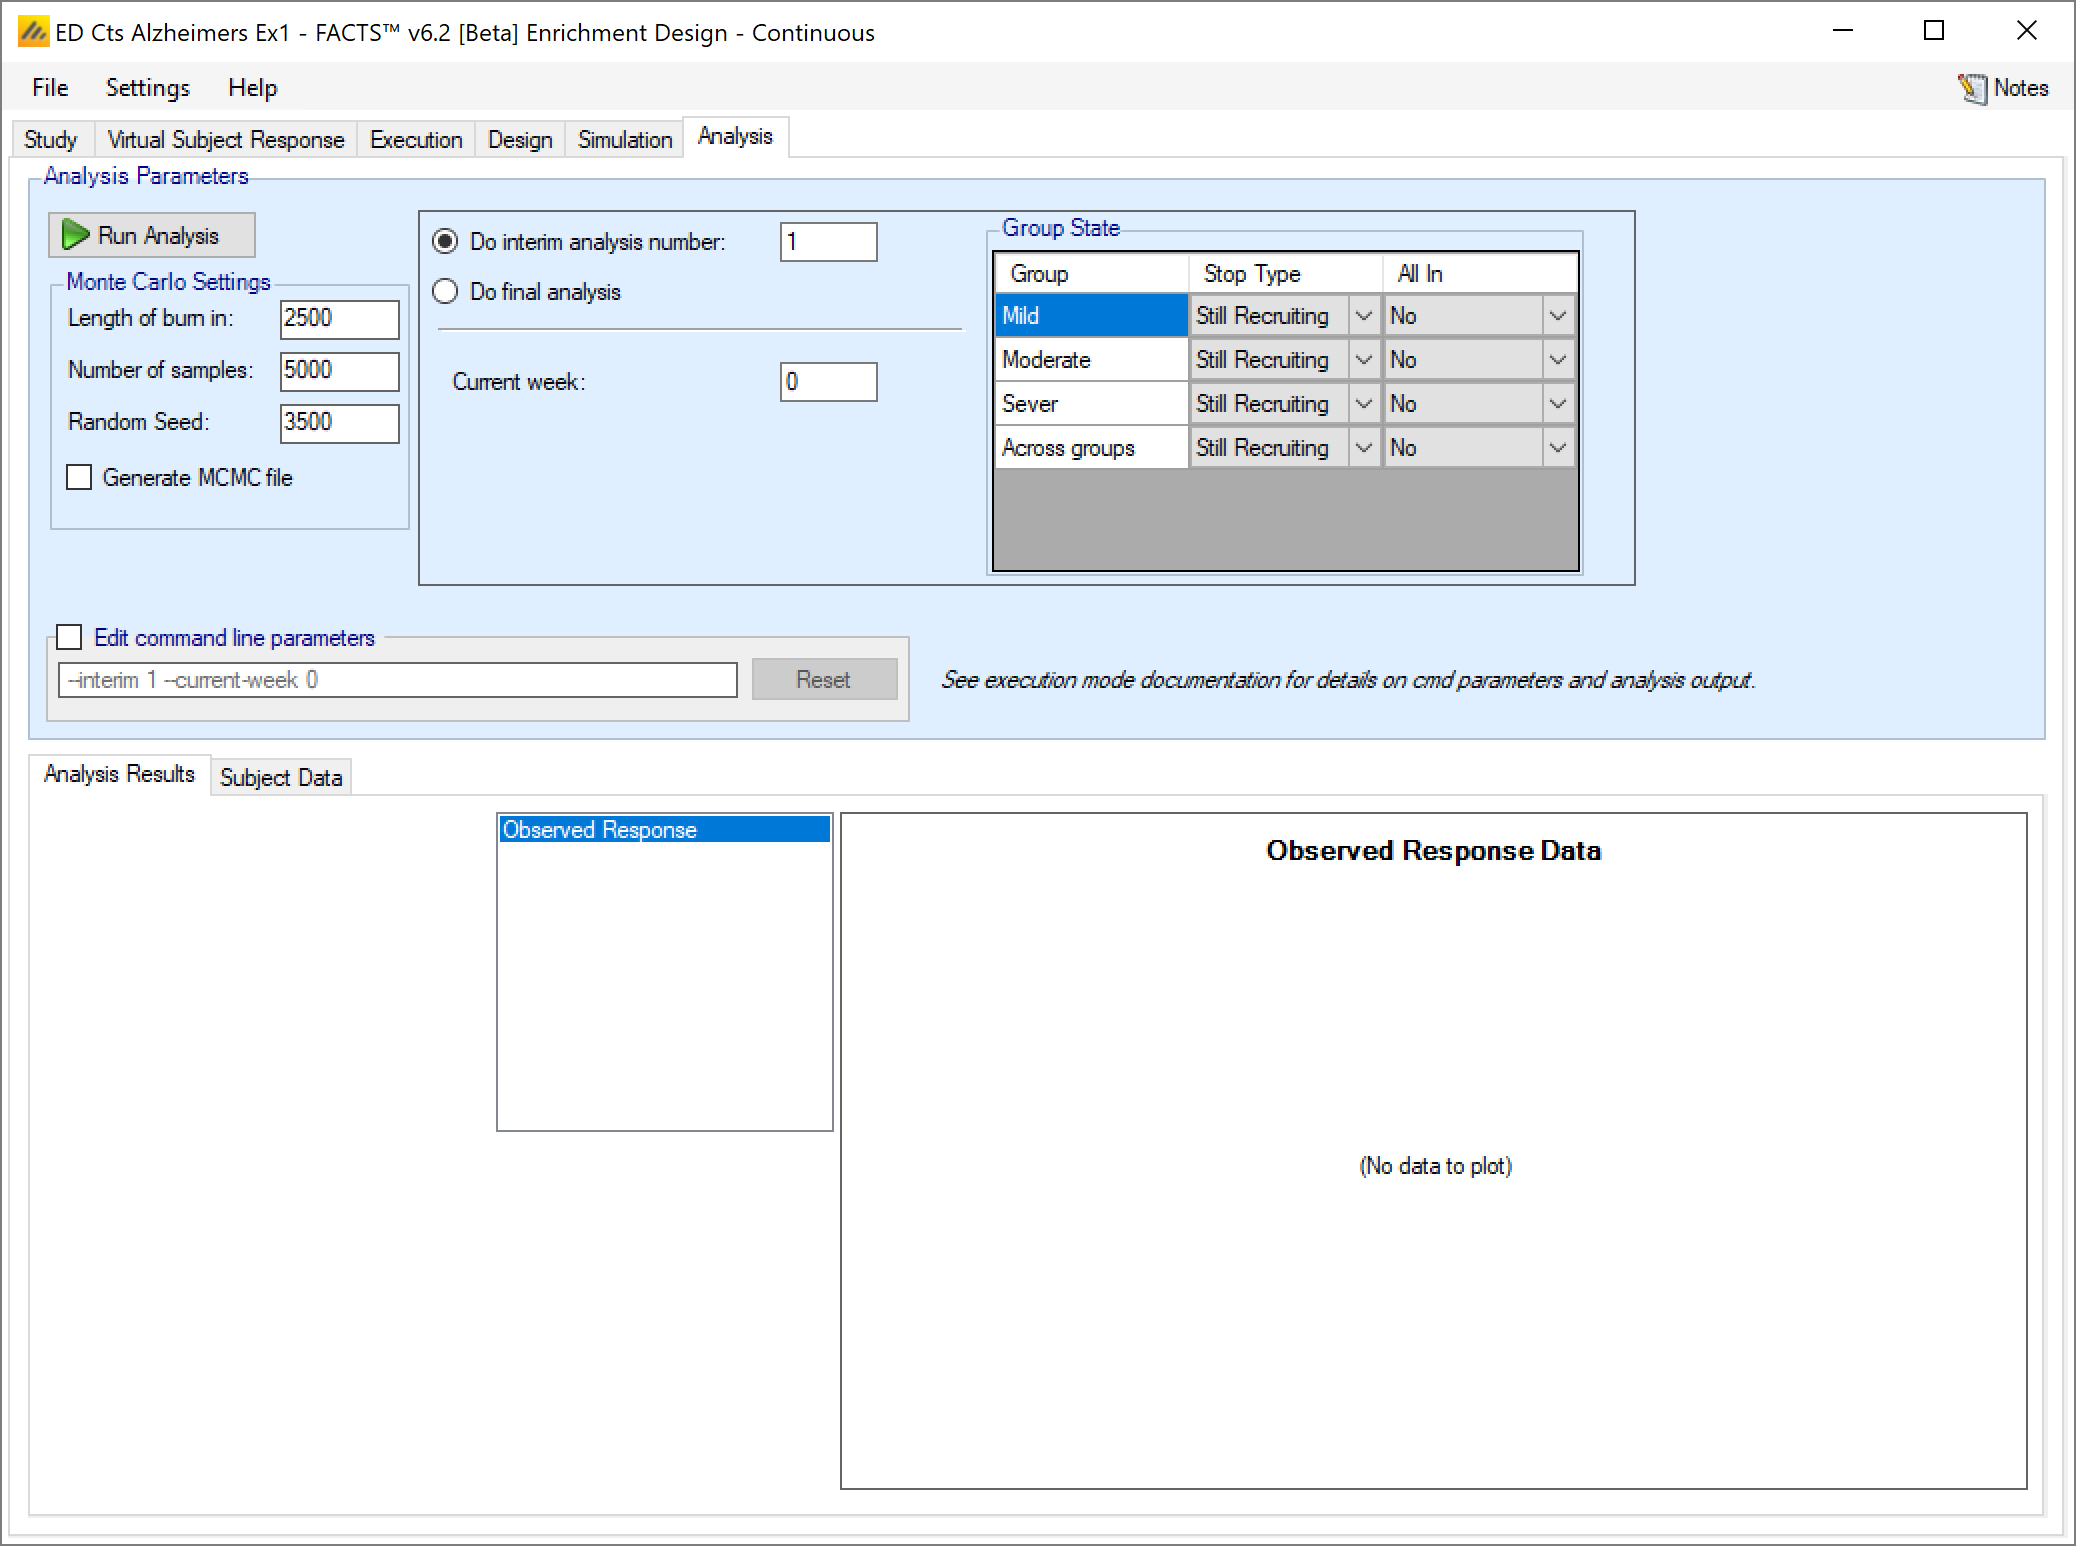 ED Cts Alzheimers Ex1 - FACTS™ v6.2 [Beta] Enrichment Design - Continuous
File Settings Help Notes
Study Virtual Subject Response Execution Design Simulation Analysis
Analysis Parameters
Run Analysis
Monte Carlo Settings
Length of burn in: 2500
Number of samples: 5000
Random Seed: 3500
Generate MCMC file
Do interim analysis number: 1
Do final analysis
Current week: 0
Group State
Group Stop Type All In
Mild Still Recruiting No
Moderate Still Recruiting No
Sever Still Recruiting No
Across groups Still Recruiting No
Edit command line parameters
--interim 1 --current-week 0 Reset
See execution mode documentation for details on cmd parameters and analysis output.
Analysis Results Subject Data
Observed Response
Observed Response Data
(No data to plot)